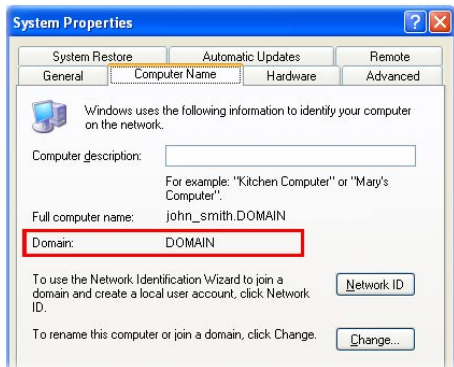 System Properties
System Restore Automatic Updates Remote
General Computer Name Hardware Advanced
Windows uses the following information to identify your computer
on the network.
Computer description:
For example: "Kitchen Computer" or "Mary's
Computer".
Full computer name: john_smith.DOMAIN
Domain: DOMAIN
To use the Network Identification Wizard to join a
domain and create a local user account, click Network
ID.
Network ID
To rename this computer or join a domain, click Change.
Change...